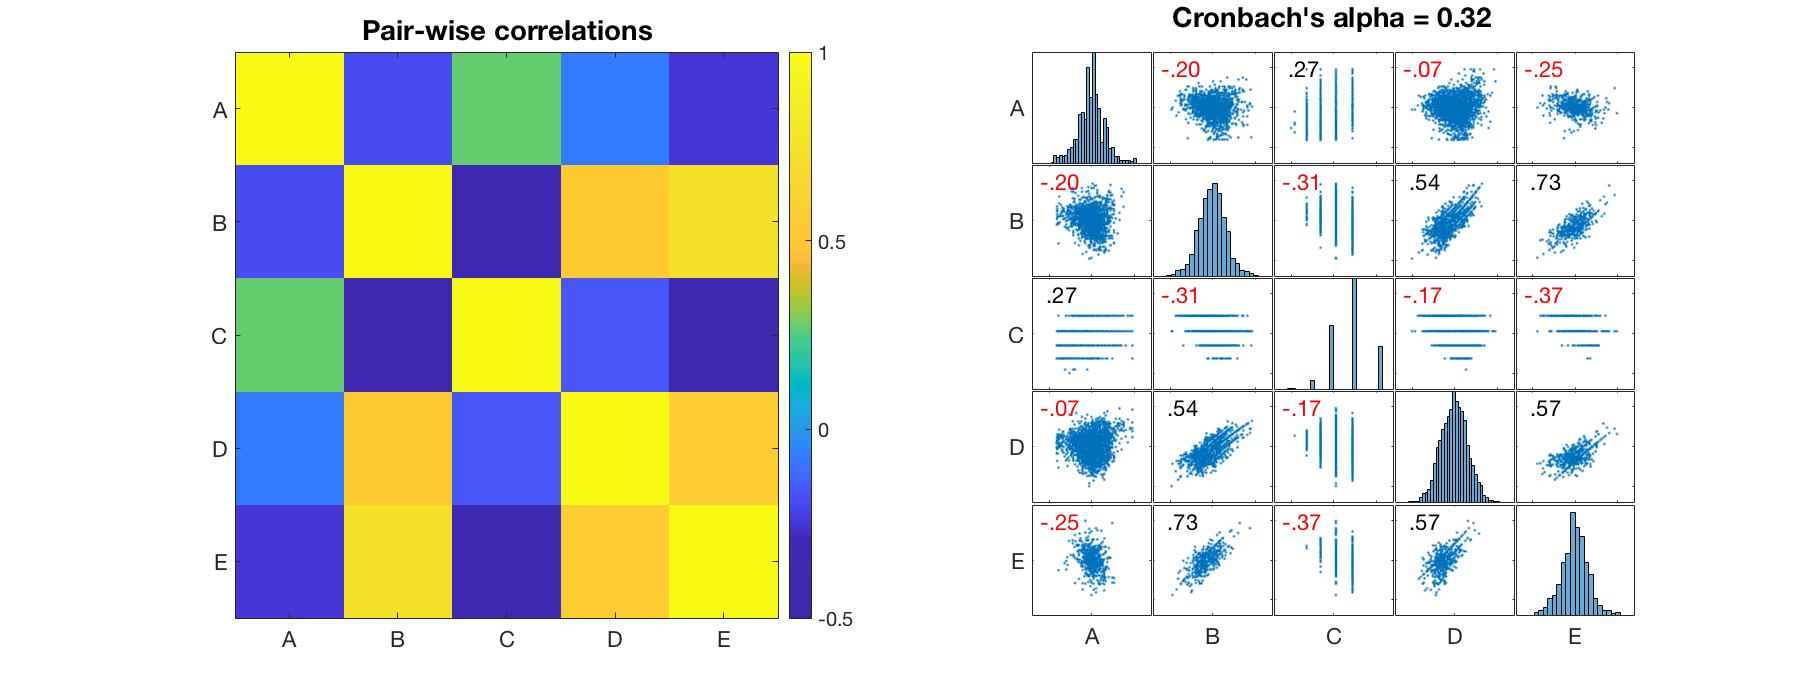 Pair-wise correlations
A
B
C
D
E
A B C D E
1
0.5
0
-0.5
Cronbach's alpha = 0.32
A -.20 .27 -.07 -.25
B -.20 -.31 .54 .73
C .27 -.31 -.17 -.37
D -.07 .54 -.17 .57
E -.25 .73 -.37 .57
A B C D E